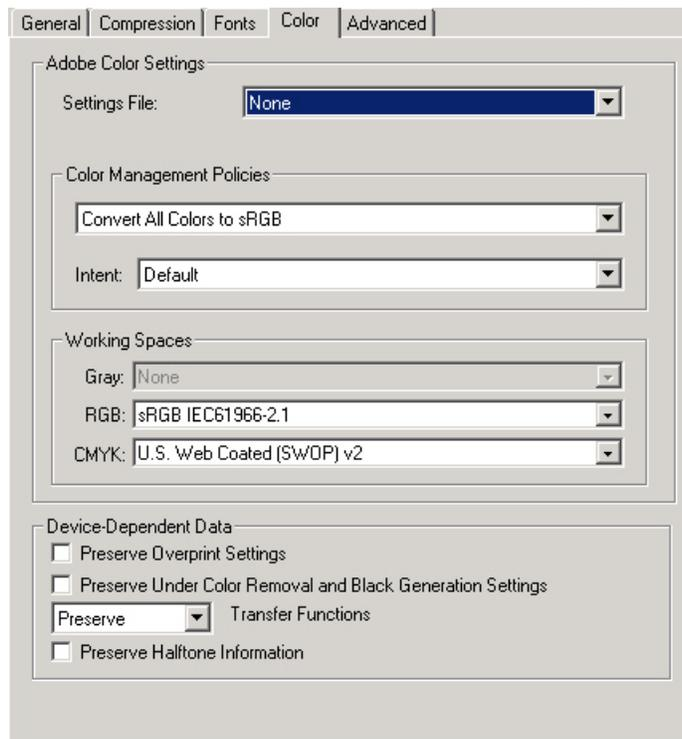 General Compression Fonts Color Advanced
Adobe Color Settings
Settings File: None
Color Management Policies
Convert All Colors to sRGB
Intent: Default
Working Spaces
Gray: None
RGB: sRGB IEC61966-2.1
CMYK: U.S. Web Coated (SWOP) v2
Device-Dependent Data
Preserve Overprint Settings
Preserve Under Color Removal and Black Generation Settings
Preserve Transfer Functions
Preserve Halftone Information